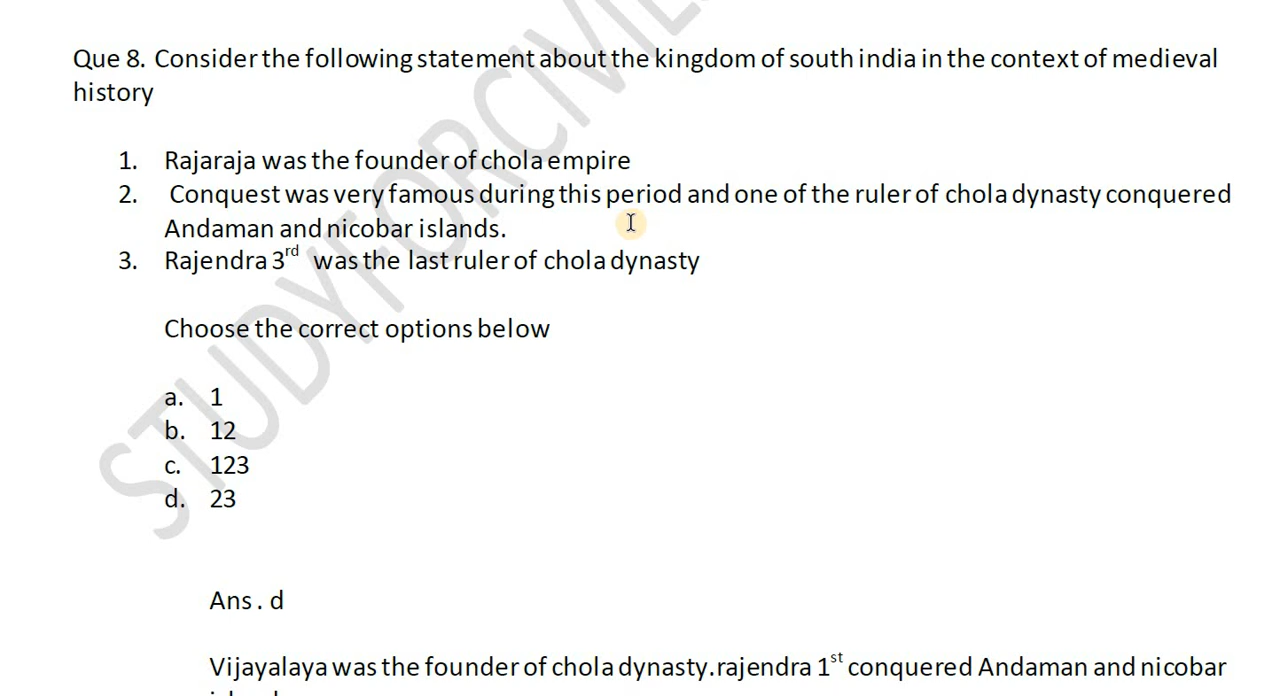 Que 8. Consider the following statement about the kingdom of south india in the context of medieval
history
1. Rajaraja was the founder of chola empire
2. Conquest was very famous during this period and one of the ruler of chola dynasty conquered
Andaman and nicobar islands.
3. Rajendra 3rd was the last ruler of chola dynasty
Choose the correct options below
a. 1
b. 12
c. 123
d. 23
Ans. d
Vijayalaya was the founder of chola dynasty.rajendra 1st conquered Andaman and nicobar
STUDYFORCIVIL